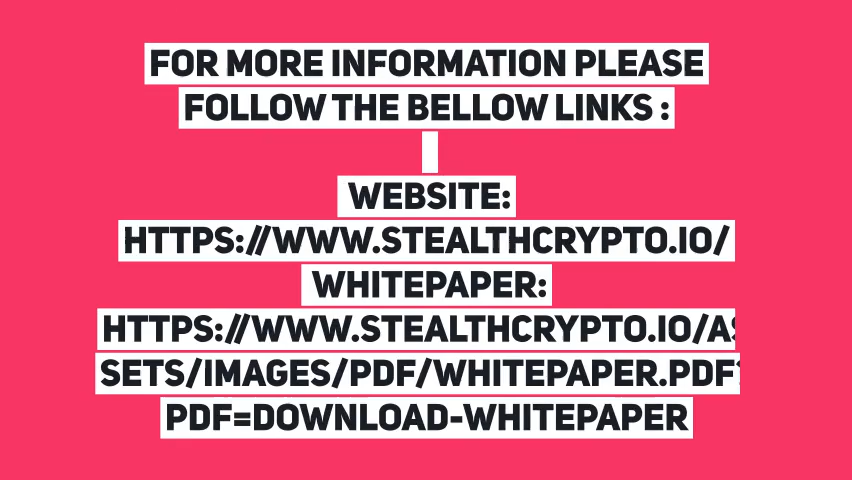 FOR MORE INFORMATION PLEASE
FOLLOW THE BELLOW LINKS :
WEBSITE:
HTTPS://WWW.STEALTHCRYPTO.IO/
WHITEPAPER:
HTTPS://WWW.STEALTHCRYPTO.IO/AS
SETS/IMAGES/PDF/WHITEPAPER.PDF?
PDF=DOWNLOAD-WHITEPAPER